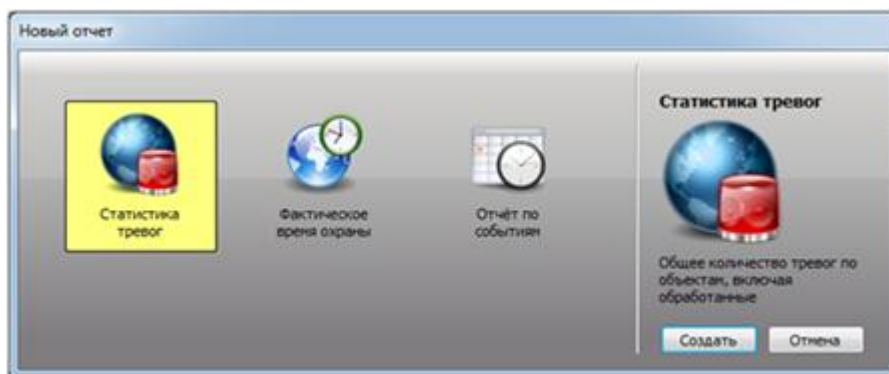 Новый отчет
Статистика
тревог
Фактическое
время охраны
Отчёт по
событиям
Статистика тревог
Общее количество тревог по
объектам, включая
обработанные
Создать
Отмена